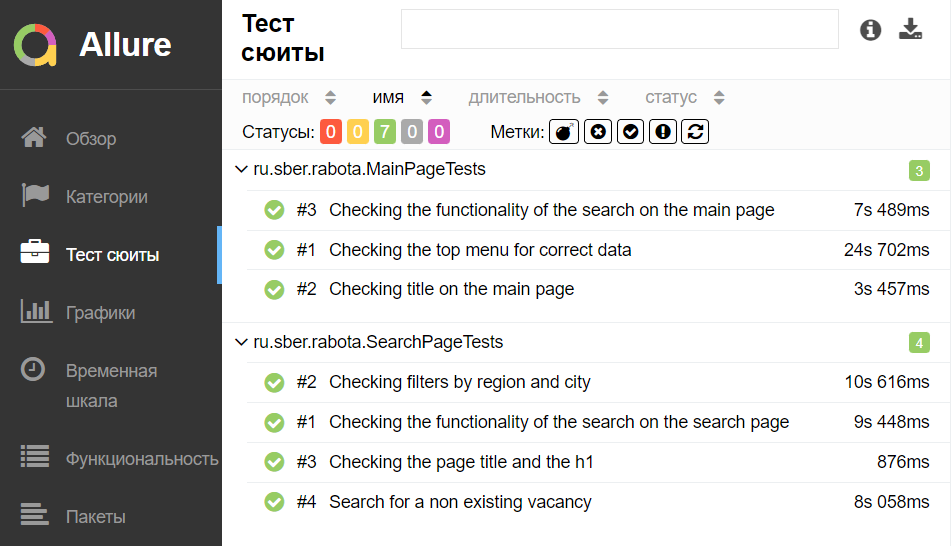 Allure
Обзор
Категории
Тест сюиты
Графики
Временная
шкала
Функциональность
Пакеты
Тест
сюиты
порядок имя длительность статус
Статусы: 0 0 7 0 0 Метки:
ru.sber.rabota.MainPageTests 3
#3 Checking the functionality of the search on the main page 7s 489ms
#1 Checking the top menu for correct data 24s 702ms
#2 Checking title on the main page 3s 457ms
ru.sber.rabota.SearchPageTests 4
#2 Checking filters by region and city 10s 616ms
#1 Checking the functionality of the search on the search page 9s 448ms
#3 Checking the page title and the h1 876ms
#4 Search for a non existing vacancy 8s 058ms